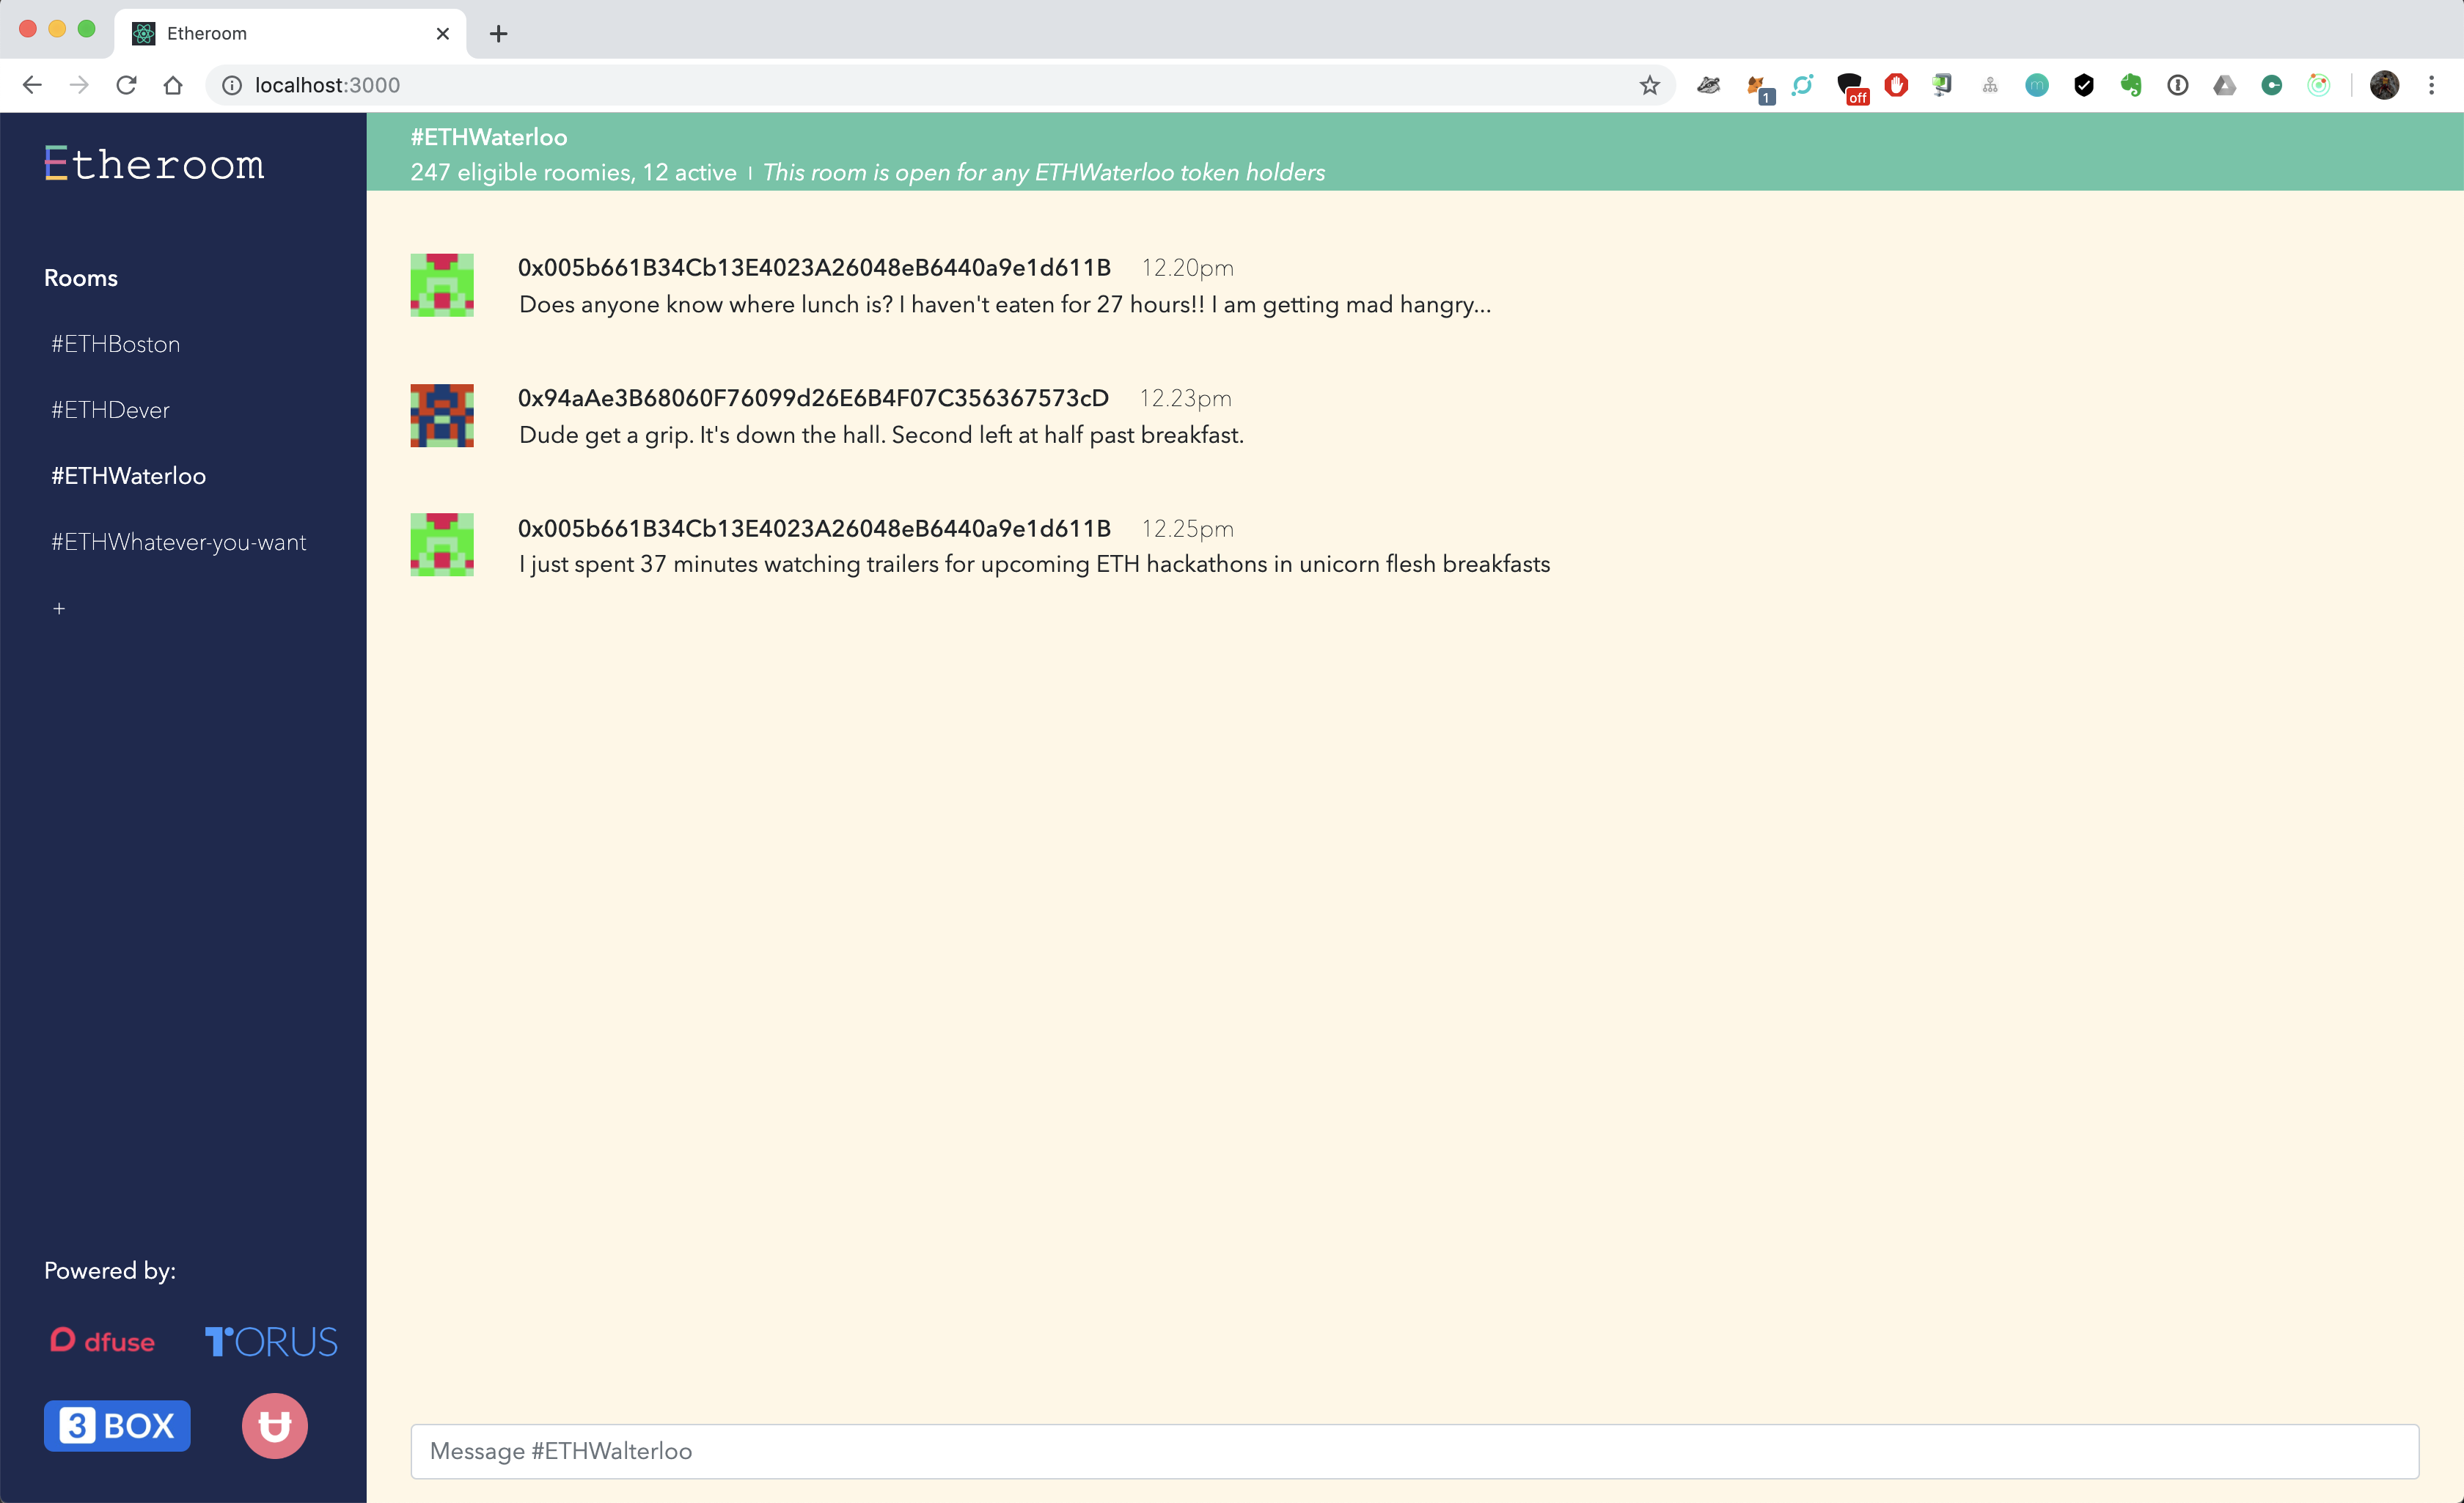 Etheroom
localhost:3000
1
off
m
Etheroom
#ETHWaterloo
247 eligible roomies, 12 active | This room is open for any ETHWaterloo token holders
Rooms
#ETHBoston
#ETHDever
#ETHWaterloo
#ETHWhatever-you-want
+
0x005b661B34Cb13E4023A26048eB6440a9e1d611B 12.20pm
Does anyone know where lunch is? I haven't eaten for 27 hours!! I am getting mad hangry...
0x94aAe3B68060F76099d26E6B4F07C356367573cD 12.23pm
Dude get a grip. It's down the hall. Second left at half past breakfast.
0x005b661B34Cb13E4023A26048eB6440a9e1d611B 12.25pm
I just spent 37 minutes watching trailers for upcoming ETH hackathons in unicorn flesh breakfasts
Powered by:
dfuse TORUS
3 BOX
Message #ETHWalterloo